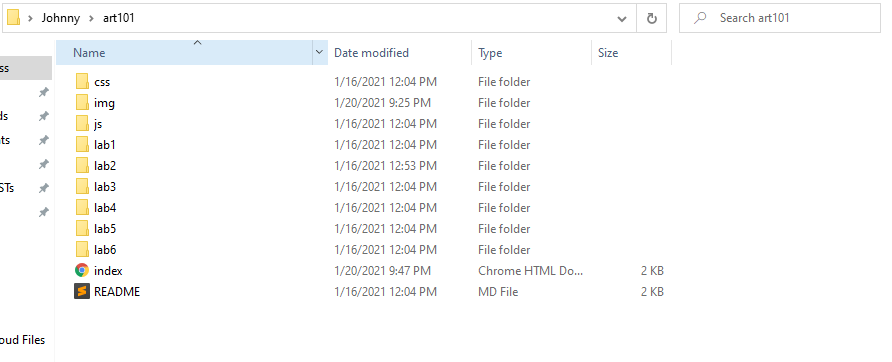 Johnny art101 Search art101
Name Date modified Type Size
ss
css 1/16/2021 12:04 PM File folder
img 1/20/2021 9:25 PM File folder
ds
js 1/16/2021 12:04 PM File folder
nts
lab1 1/16/2021 12:04 PM File folder
lab2 1/16/2021 12:53 PM File folder
STs
lab3 1/16/2021 12:04 PM File folder
lab4 1/16/2021 12:04 PM File folder
lab5 1/16/2021 12:04 PM File folder
lab6 1/16/2021 12:04 PM File folder
index 1/20/2021 9:47 PM Chrome HTML Do... 2 KB
README 1/16/2021 12:04 PM MD File 2 KB
oud Files